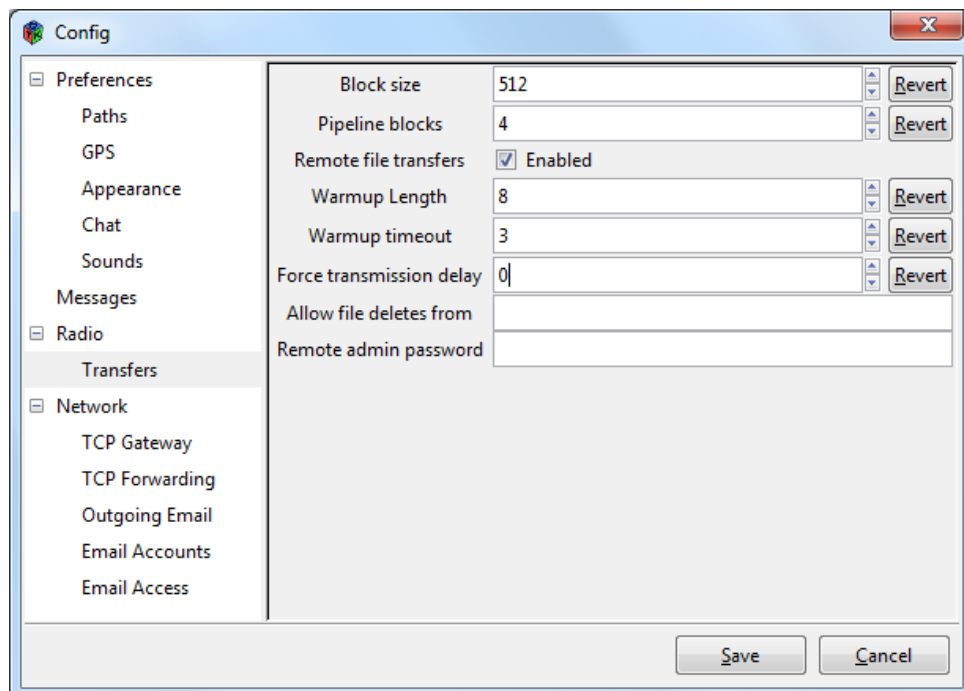 Config
Preferences
Paths
GPS
Appearance
Chat
Sounds
Messages
Radio
Transfers
Network
TCP Gateway
TCP Forwarding
Outgoing Email
Email Accounts
Email Access
Block size 512 Revert
Pipeline blocks 4 Revert
Remote file transfers Enabled
Warmup Length 8 Revert
Warmup timeout 3 Revert
Force transmission delay 0 Revert
Allow file deletes from
Remote admin password
Save Cancel